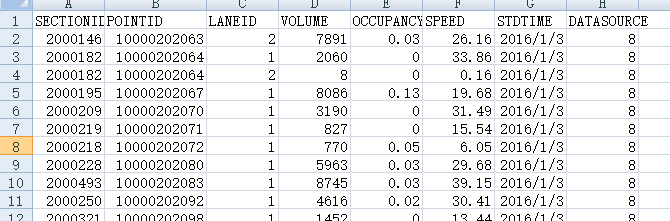 A B C D E F G H
1 SECTIONID POINTID LANEID VOLUME OCCUPANCY SPEED STDTIME DATASOURCE
2 2000146 10000202063 2 7891 0.03 26.16 2016/1/3 8
3 2000182 10000202064 1 2060 0 33.86 2016/1/3 8
4 2000182 10000202064 2 8 0 0.16 2016/1/3 8
5 2000195 10000202067 1 8086 0.13 19.68 2016/1/3 8
6 2000209 10000202070 1 3190 0 31.49 2016/1/3 8
7 2000219 10000202071 1 827 0 15.54 2016/1/3 8
8 2000218 10000202072 1 770 0.05 6.05 2016/1/3 8
9 2000228 10000202080 1 5963 0.03 29.68 2016/1/3 8
10 2000493 10000202083 1 8745 0.03 39.15 2016/1/3 8
11 2000250 10000202092 1 4616 0.02 30.41 2016/1/3 8
12 2000321 10000202098 1 1452 0 13.44 2016/1/3 8